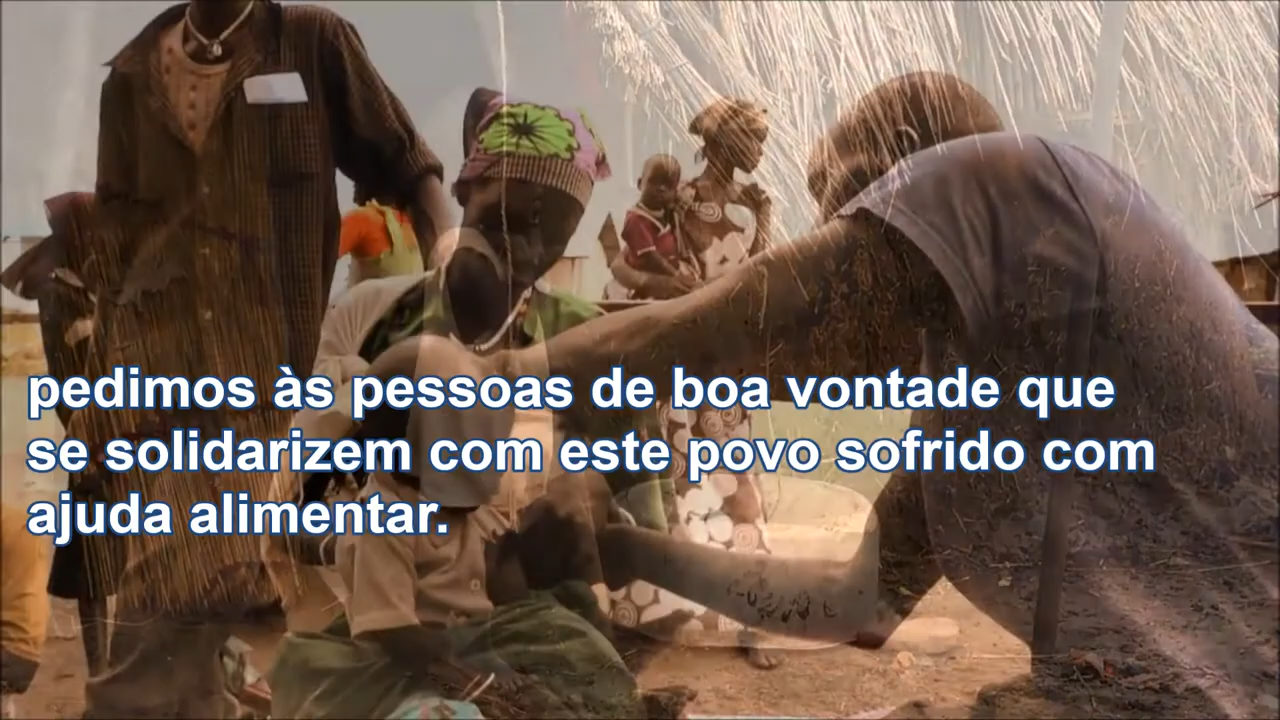 pedimos às pessoas de boa vontade que
se solidarizem com este povo sofrido com
ajuda alimentar.